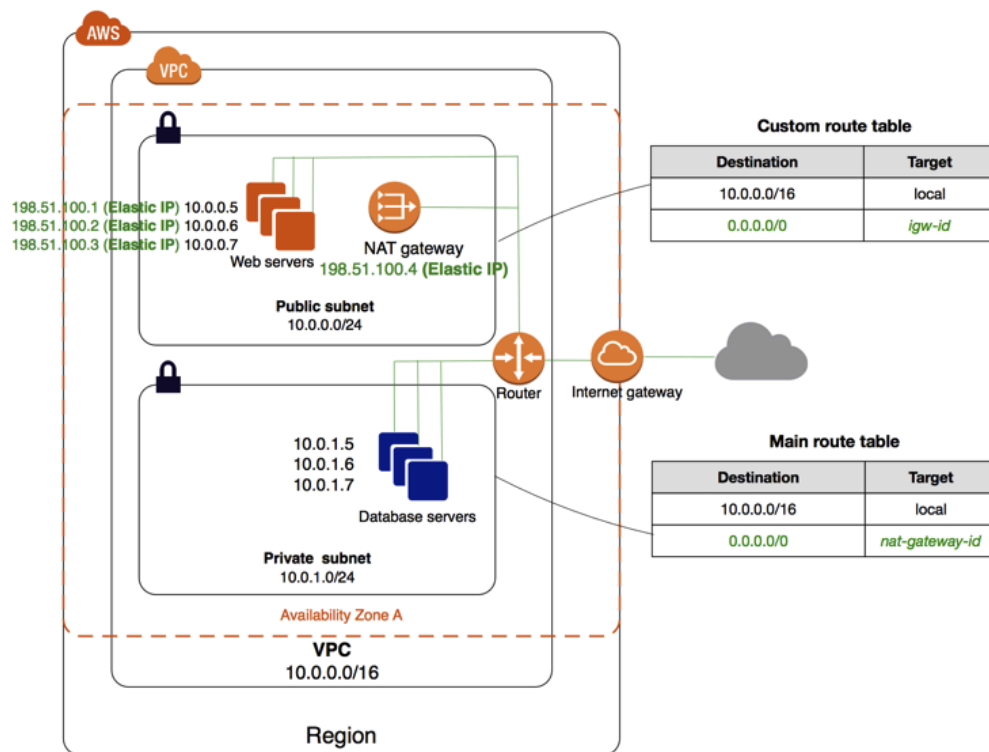 AWS
VPC
198.51.100.1 (Elastic IP) 10.0.0.5
198.51.100.2 (Elastic IP) 10.0.0.6
198.51.100.3 (Elastic IP) 10.0.0.7
Web servers
NAT gateway
198.51.100.4 (Elastic IP)
Public subnet
10.0.0.0/24
Custom route table
Destination Target
10.0.0.0/16 local
0.0.0.0/0 igw-id
Router
Internet gateway
10.0.1.5
10.0.1.6
10.0.1.7
Database servers
Private subnet
10.0.1.0/24
Main route table
Destination Target
10.0.0.0/16 local
0.0.0.0/0 nat-gateway-id
Availability Zone A
VPC
10.0.0.0/16
Region